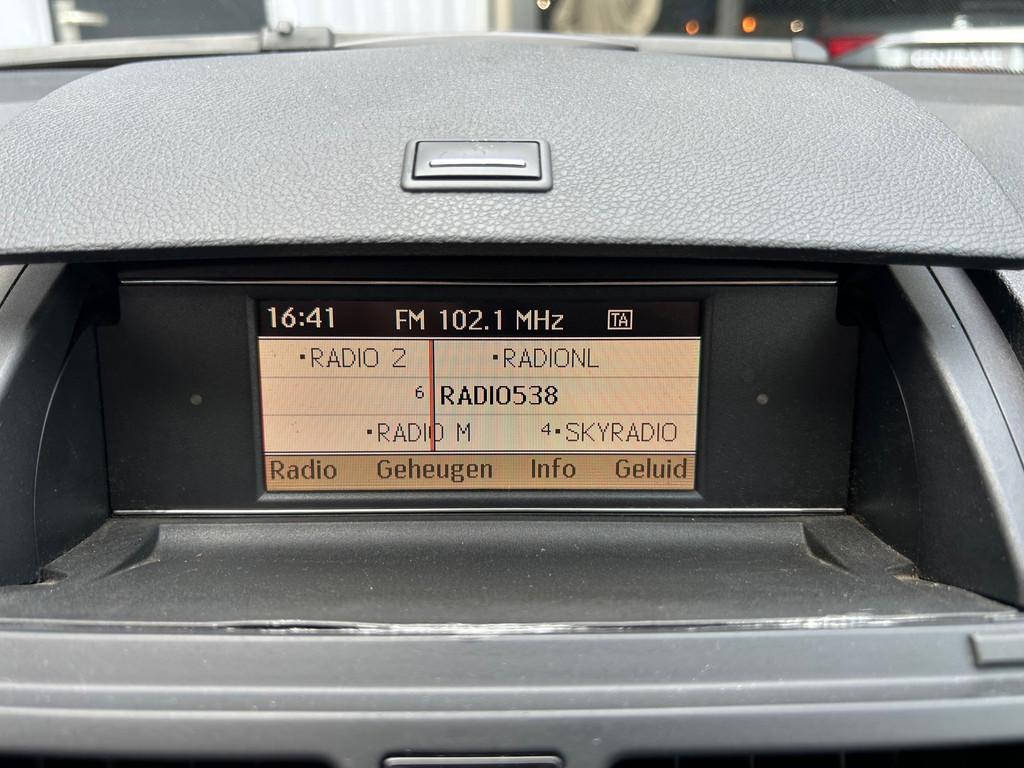 16:41 FM 102.1 MHz TA
·RADIO 2 ·RADIONL
6 RADIO538
·RADIO M 4·SKYRADIO
Radio Geheugen Info Geluid